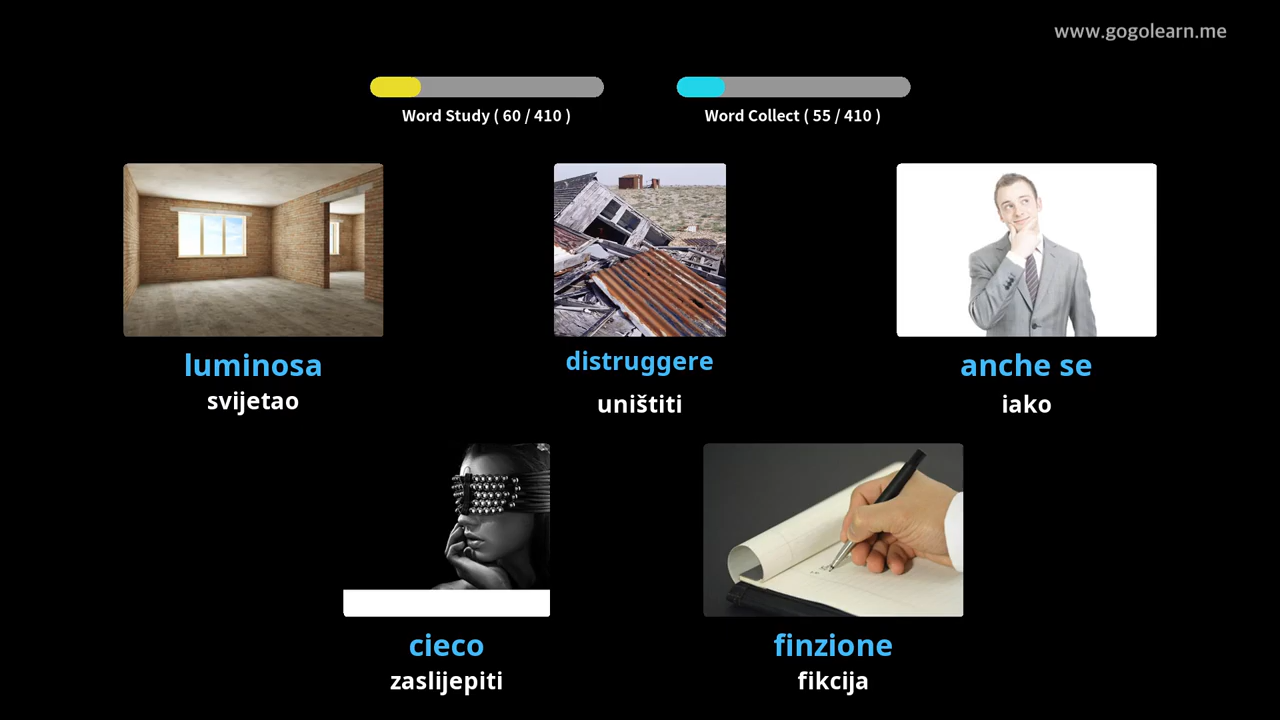 www.gogolearn.me
Word Study ( 60 / 410 )
Word Collect ( 55 / 410 )
luminosa
svijetao
distruggere
uništiti
anche se
iako
cieco
zaslijepiti
finzione
fikcija